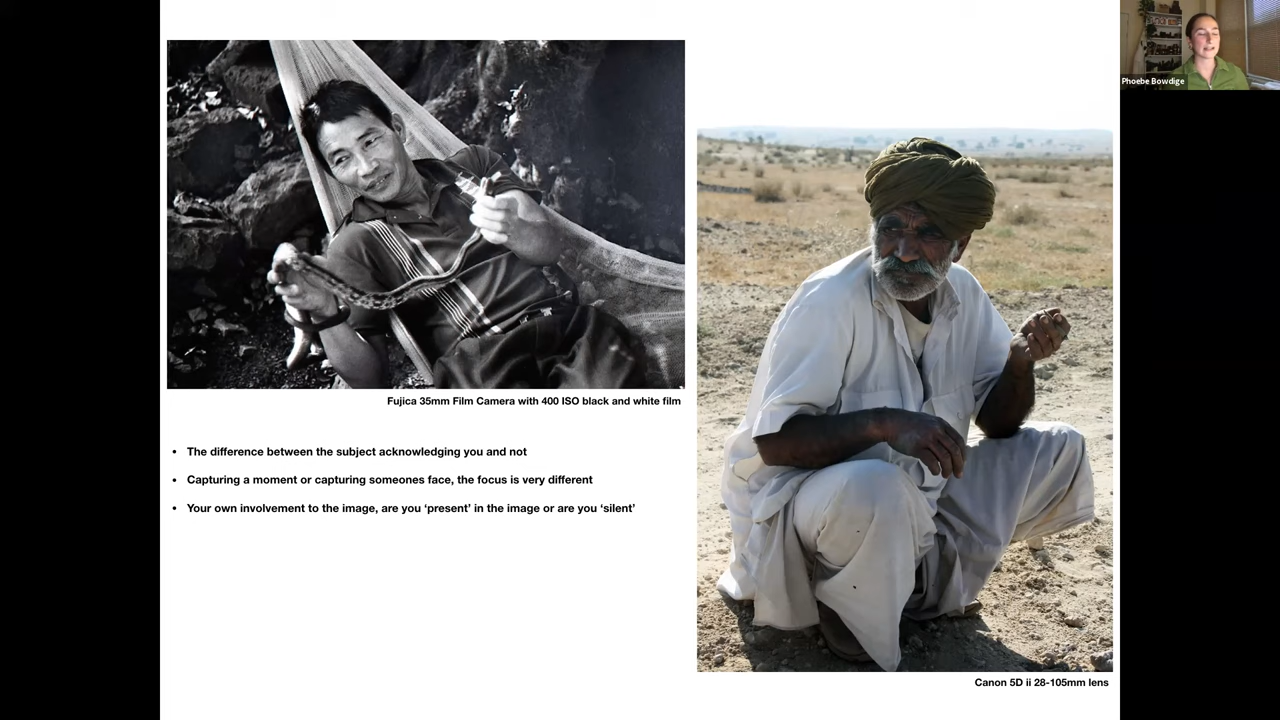 Phoebe Bowdige
Fujica 35mm Film Camera with 400 ISO black and white film
• The difference between the subject acknowledging you and not
• Capturing a moment or capturing someones face, the focus is very different
• Your own involvement to the image, are you ‘present’ in the image or are you ‘silent’
Canon 5D ii 28-105mm lens